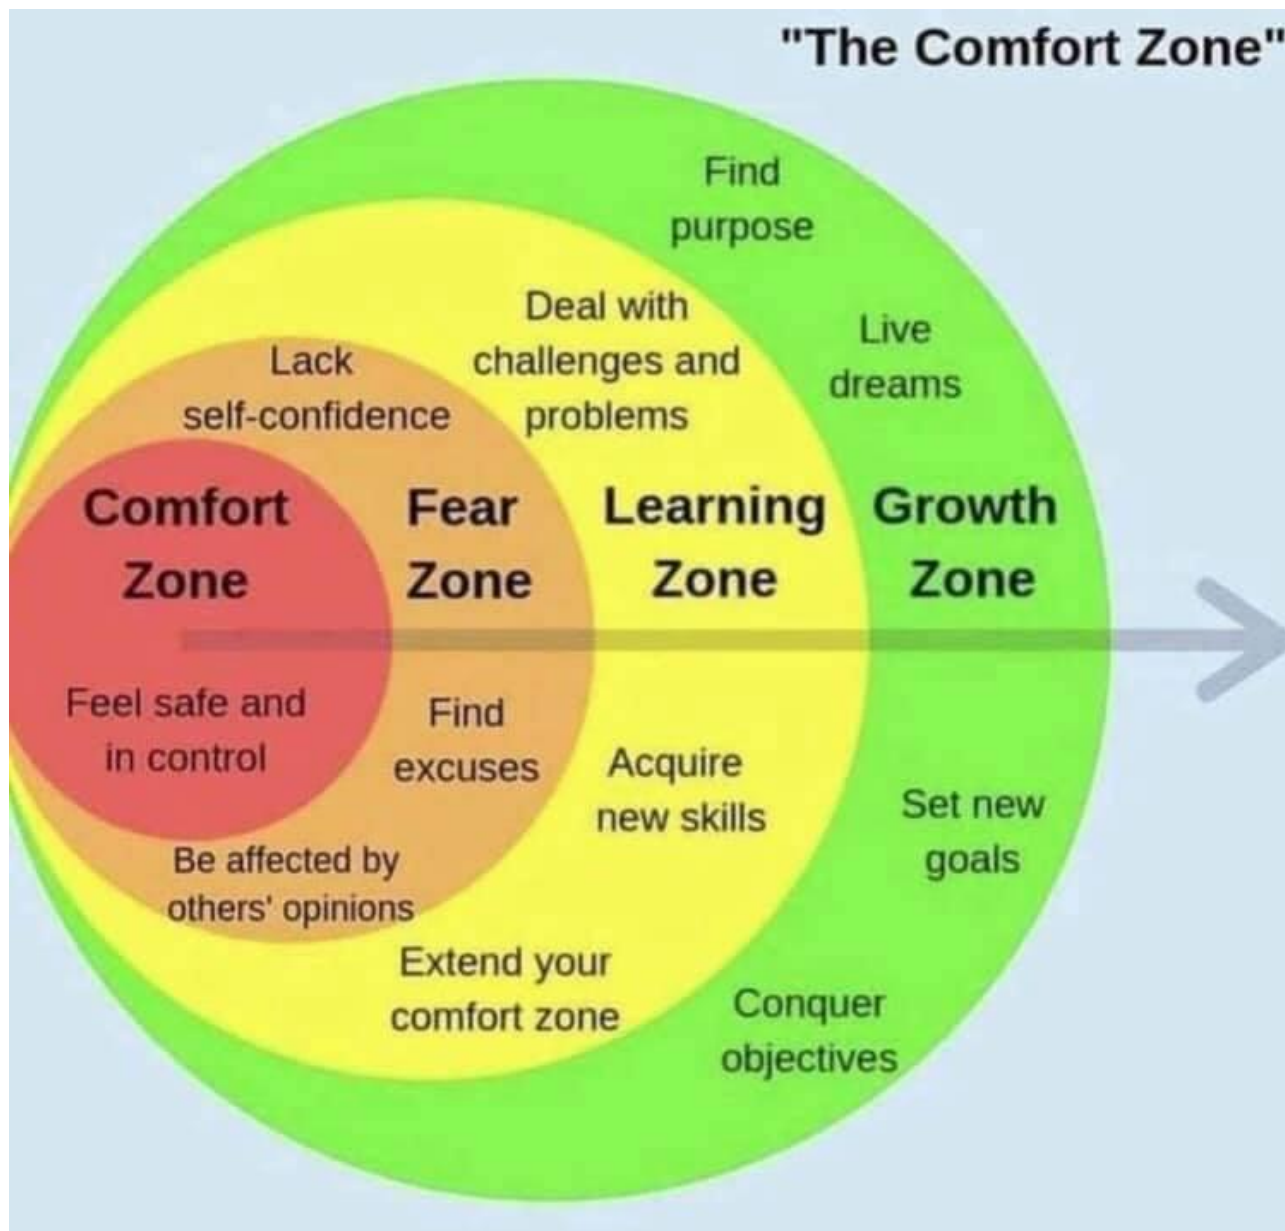 "The Comfort Zone"
Find
purpose
Live
dreams
Deal with
challenges and
problems
Lack
self-confidence
Comfort
Zone
Fear
Zone
Learning
Zone
Growth
Zone
Feel safe and
in control
Find
excuses
Acquire
new skills
Set new
goals
Be affected by
others' opinions
Extend your
comfort zone
Conquer
objectives